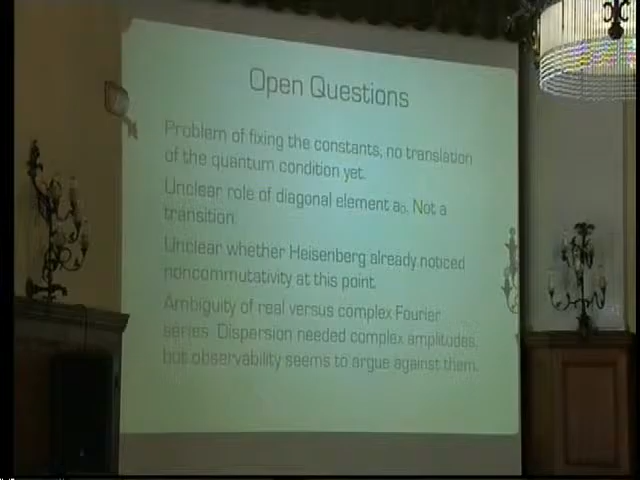 Open Questions
Problem of fixing the constants, no translation
of the quantum condition yet.
Unclear role of diagonal element a₀. Not a
transition.
Unclear whether Heisenberg already noticed
noncommutativity at this point.
Ambiguity of real versus complex Fourier
series. Dispersion needed complex amplitudes,
but observability seems to argue against them.